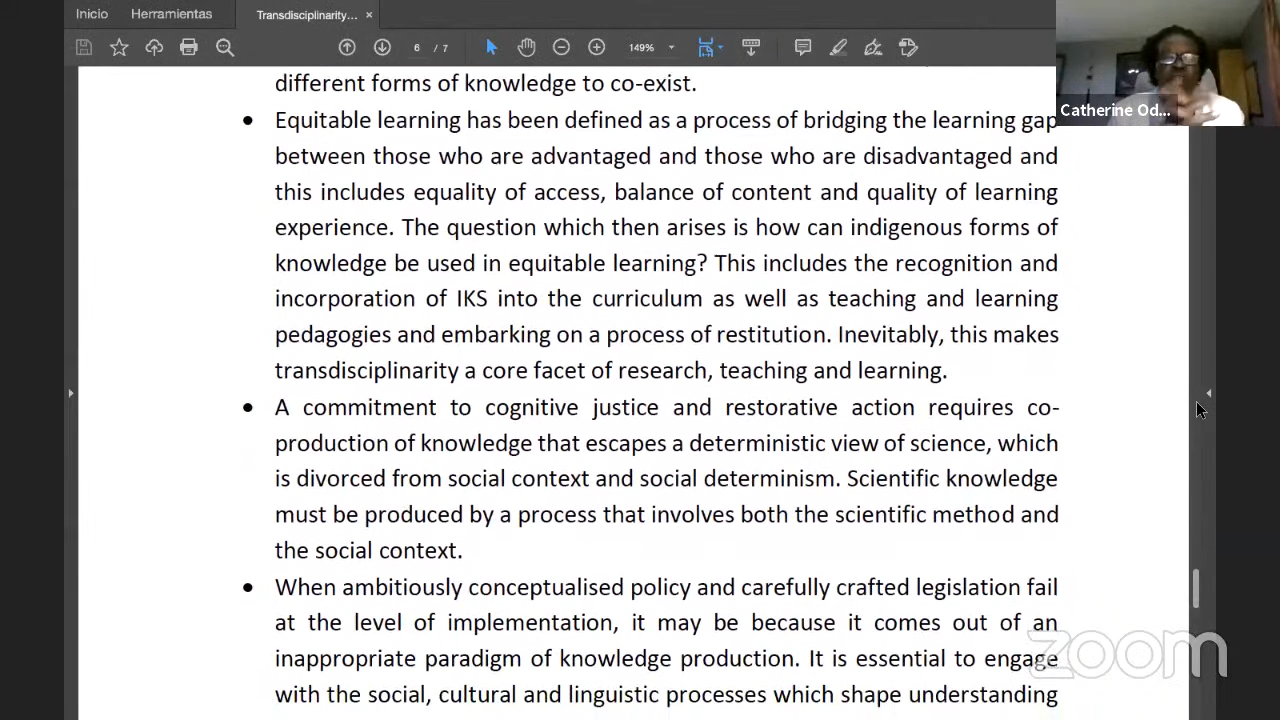 Inicio Herramientas Transdisciplinarity... ×
6 / 7 149%
different forms of knowledge to co-exist.
Catherine Od...
• Equitable learning has been defined as a process of bridging the learning gap
between those who are advantaged and those who are disadvantaged and
this includes equality of access, balance of content and quality of learning
experience. The question which then arises is how can indigenous forms of
knowledge be used in equitable learning? This includes the recognition and
incorporation of IKS into the curriculum as well as teaching and learning
pedagogies and embarking on a process of restitution. Inevitably, this makes
transdisciplinarity a core facet of research, teaching and learning.
• A commitment to cognitive justice and restorative action requires co-
production of knowledge that escapes a deterministic view of science, which
is divorced from social context and social determinism. Scientific knowledge
must be produced by a process that involves both the scientific method and
the social context.
• When ambitiously conceptualised policy and carefully crafted legislation fail
at the level of implementation, it may be because it comes out of an
inappropriate paradigm of knowledge production. It is essential to engage
with the social, cultural and linguistic processes which shape understanding
zoom